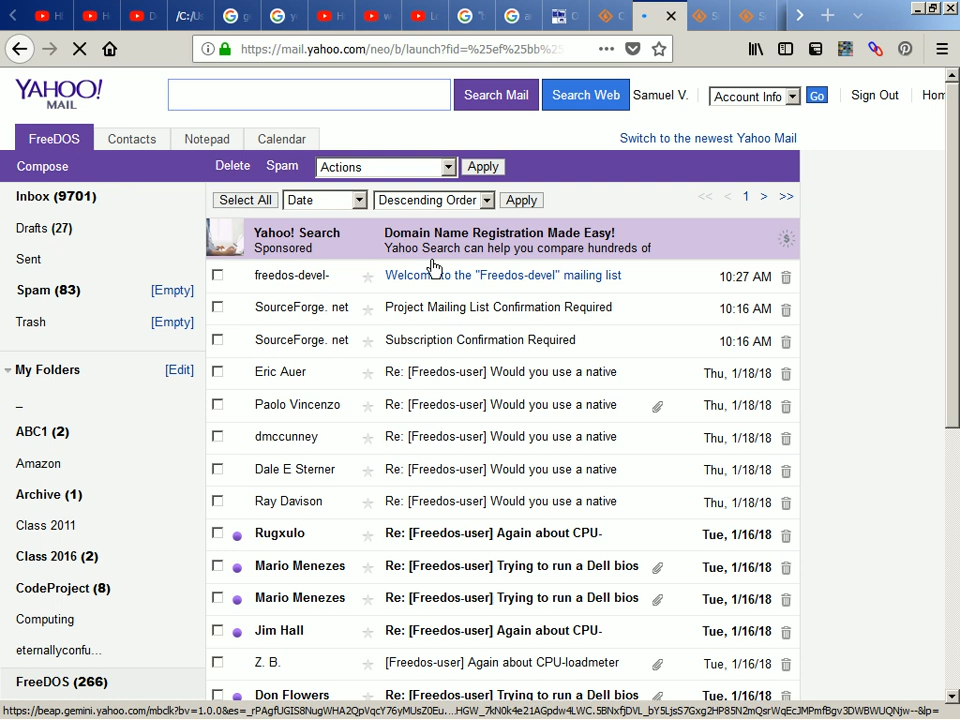 https://mail.yahoo.com/neo/b/launch?fid=%25ef%25bb%25
YAHOO!
MAIL
Search Mail
Search Web
Samuel V.
Account Info
Go
Sign Out
Hom
FreeDOS
Contacts
Notepad
Calendar
Switch to the newest Yahoo Mail
Compose
Delete
Spam
Actions
Apply
Inbox (9701)
Drafts (27)
Sent
Spam (83) [Empty]
Trash [Empty]
My Folders [Edit]
_
ABC1 (2)
Amazon
Archive (1)
Class 2011
Class 2016 (2)
CodeProject (8)
Computing
eternallyconfu...
FreeDOS (266)
Select All
Date
Descending Order
Apply
<< < 1 > >>
Yahoo! Search Domain Name Registration Made Easy!
Sponsored Yahoo Search can help you compare hundreds of
freedos-devel- Welcome to the "Freedos-devel" mailing list 10:27 AM
SourceForge. net Project Mailing List Confirmation Required 10:16 AM
SourceForge. net Subscription Confirmation Required 10:16 AM
Eric Auer Re: [Freedos-user] Would you use a native Thu, 1/18/18
Paolo Vincenzo Re: [Freedos-user] Would you use a native Thu, 1/18/18
dmccunney Re: [Freedos-user] Would you use a native Thu, 1/18/18
Dale E Sterner Re: [Freedos-user] Would you use a native Thu, 1/18/18
Ray Davison Re: [Freedos-user] Would you use a native Thu, 1/18/18
Rugxulo Re: [Freedos-user] Again about CPU- Tue, 1/16/18
Mario Menezes Re: [Freedos-user] Trying to run a Dell bios Tue, 1/16/18
Mario Menezes Re: [Freedos-user] Trying to run a Dell bios Tue, 1/16/18
Jim Hall Re: [Freedos-user] Again about CPU- Tue, 1/16/18
Z. B. [Freedos-user] Again about CPU-loadmeter Tue, 1/16/18
Don Flowers Re: [Freedos-user] Trying to run a Dell bios Tue, 1/16/18